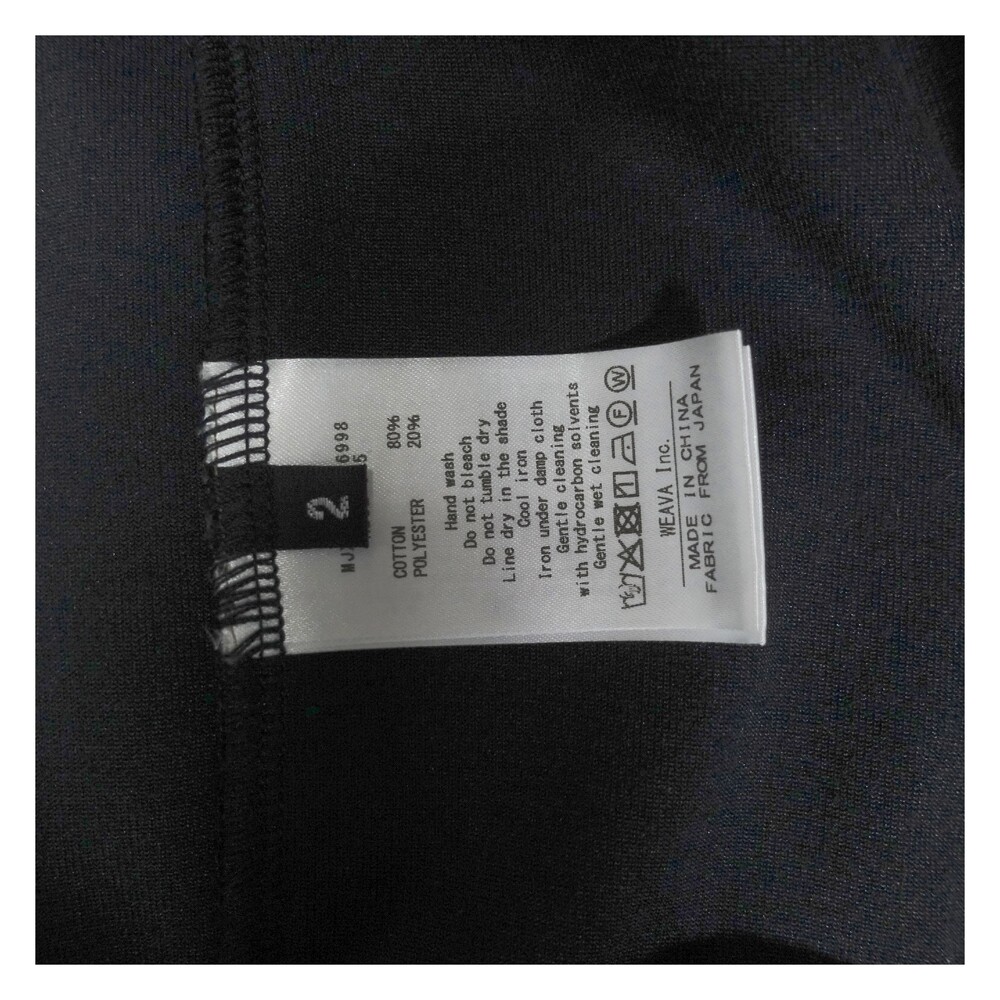 2
6998
5
COTTON 80%
POLYESTER 20%
Hand wash
Do not bleach
Do not tumble dry
Line dry in the shade
Cool iron
Iron under damp cloth
Gentle cleaning
with hydrocarbon solvents
Gentle wet cleaning
F W
WEAVA Inc.
MADE IN CHINA
FABRIC FROM JAPAN